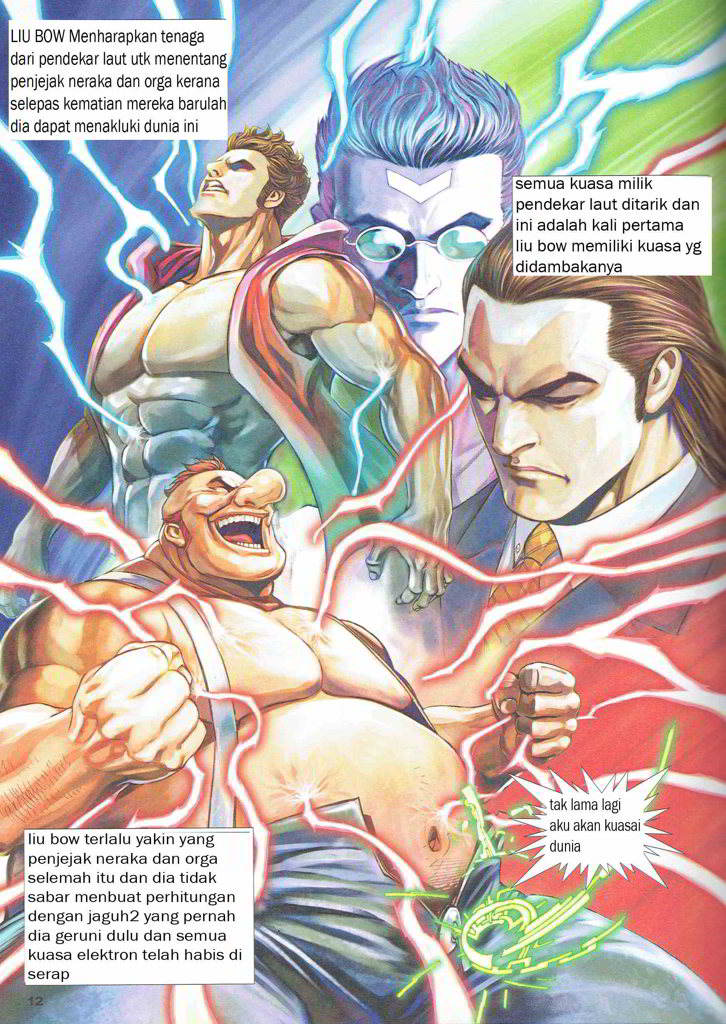 LIU BOW Menharapkan tenaga
dari pendekar laut utk menentang
penjejak neraka dan orga kerana
selepas kematian mereka barulah
dia dapat menakluki dunia ini
semua kuasa milik
pendekar laut ditarik dan
ini adalah kali pertama
liu bow memiliki kuasa yg
didambakanya
tak lama lagi
aku akan kuasai
dunia
liu bow terlalu yakin yang
penjejak neraka dan orga
selemah itu dan dia tidak
sabar menbuat perhitungan
dengan jaguh2 yang pernah
dia geruni dulu dan semua
kuasa elektron telah habis di
serap
12